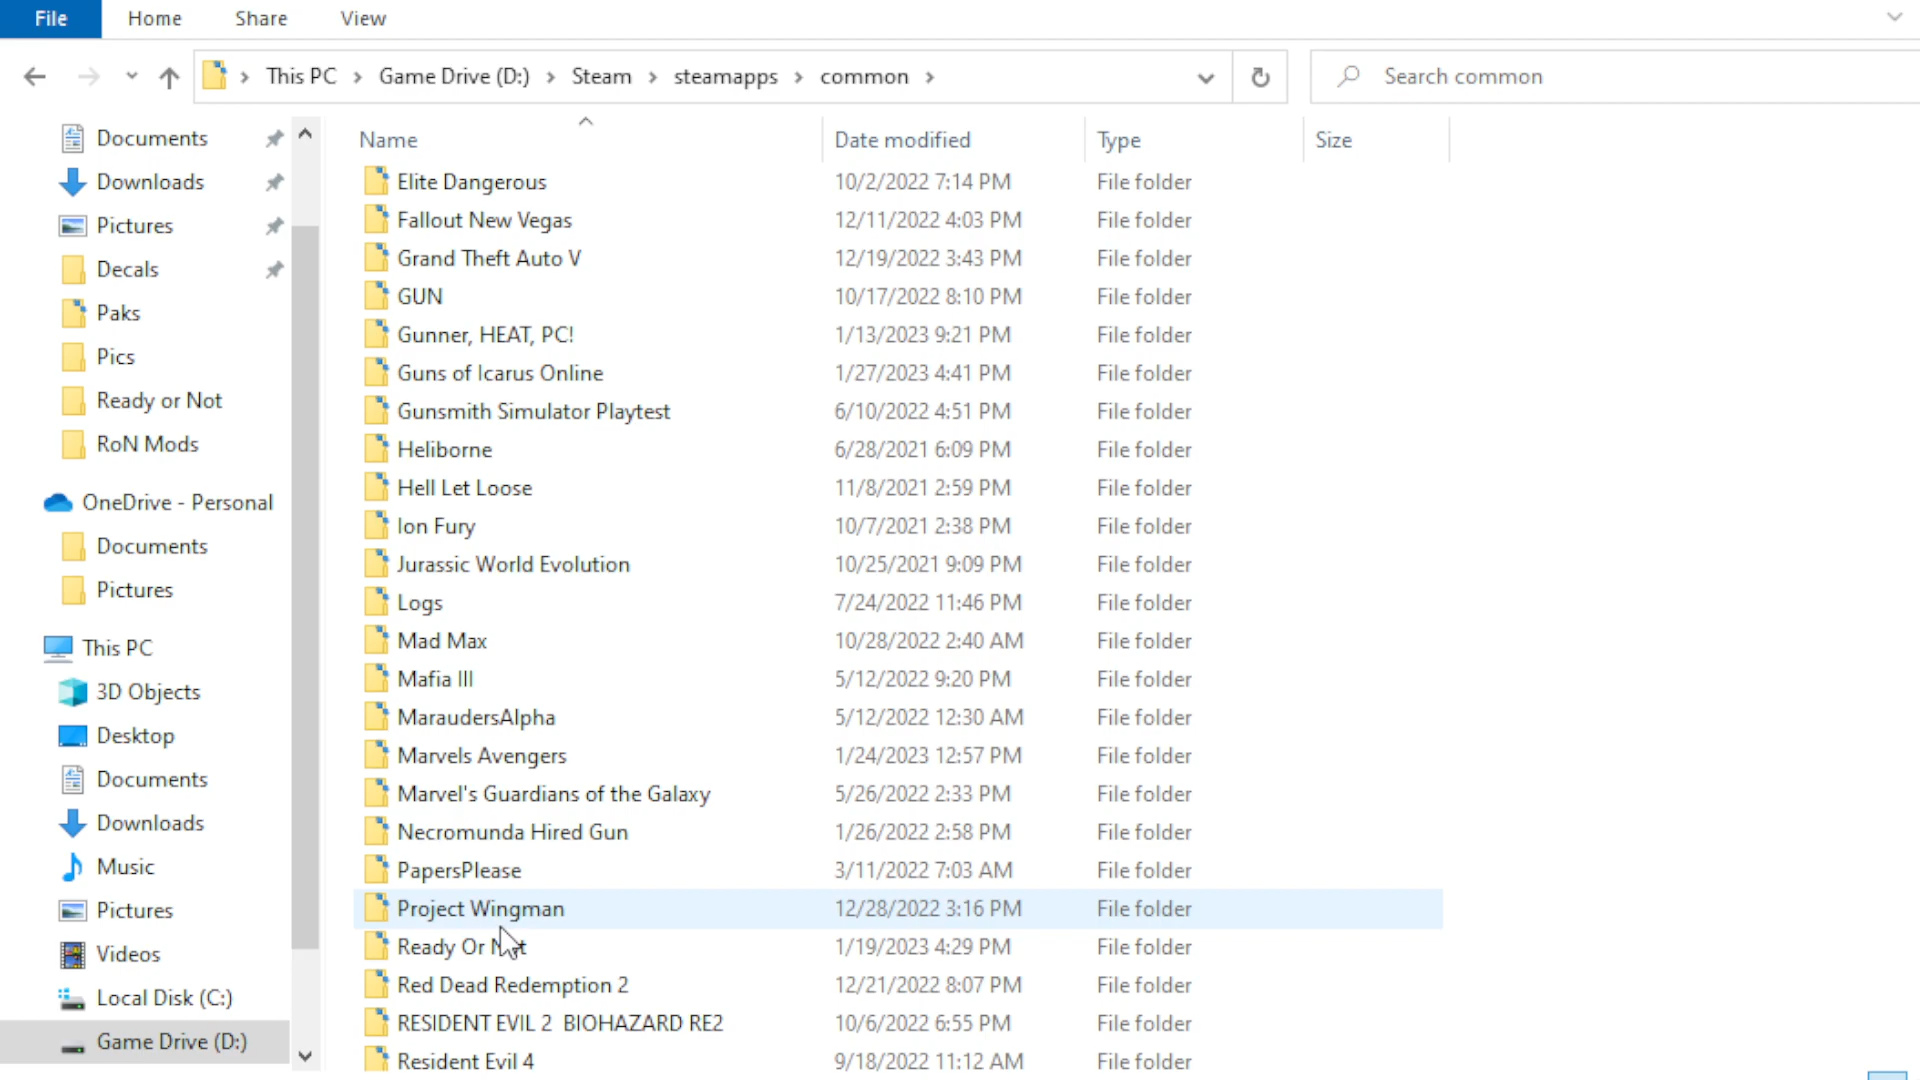 File Home Share View
This PC Game Drive (D:) Steam steamapps common Search common
Documents
Downloads
Pictures
Decals
Paks
Pics
Ready or Not
RoN Mods
OneDrive - Personal
Documents
Pictures
This PC
3D Objects
Desktop
Documents
Downloads
Music
Pictures
Videos
Local Disk (C:)
Game Drive (D:)
Name Date modified Type Size
Elite Dangerous 10/2/2022 7:14 PM File folder
Fallout New Vegas 12/11/2022 4:03 PM File folder
Grand Theft Auto V 12/19/2022 3:43 PM File folder
GUN 10/17/2022 8:10 PM File folder
Gunner, HEAT, PC! 1/13/2023 9:21 PM File folder
Guns of Icarus Online 1/27/2023 4:41 PM File folder
Gunsmith Simulator Playtest 6/10/2022 4:51 PM File folder
Heliborne 6/28/2021 6:09 PM File folder
Hell Let Loose 11/8/2021 2:59 PM File folder
Ion Fury 10/7/2021 2:38 PM File folder
Jurassic World Evolution 10/25/2021 9:09 PM File folder
Logs 7/24/2022 11:46 PM File folder
Mad Max 10/28/2022 2:40 AM File folder
Mafia III 5/12/2022 9:20 PM File folder
MaraudersAlpha 5/12/2022 12:30 AM File folder
Marvels Avengers 1/24/2023 12:57 PM File folder
Marvel's Guardians of the Galaxy 5/26/2022 2:33 PM File folder
Necromunda Hired Gun 1/26/2022 2:58 PM File folder
PapersPlease 3/11/2022 7:03 AM File folder
Project Wingman 12/28/2022 3:16 PM File folder
Ready Or Not 1/19/2023 4:29 PM File folder
Red Dead Redemption 2 12/21/2022 8:07 PM File folder
RESIDENT EVIL 2 BIOHAZARD RE2 10/6/2022 6:55 PM File folder
Resident Evil 4 9/18/2022 11:12 AM File folder